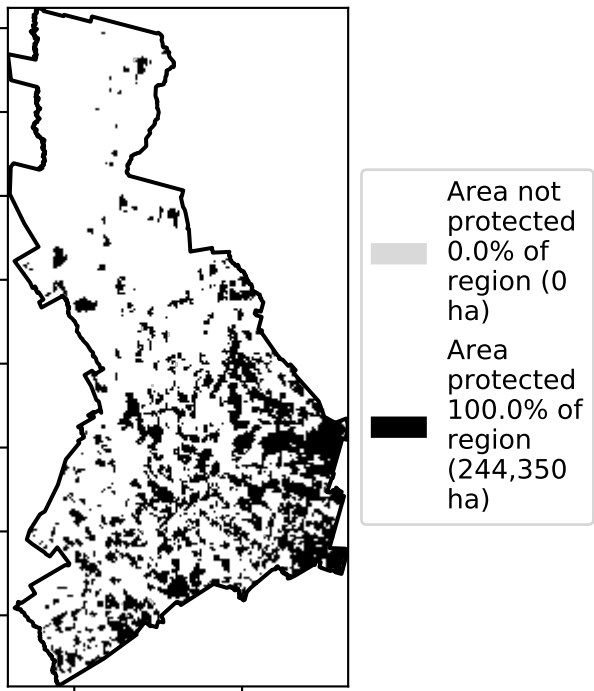 Area not
protected
0.0% of
region (0
ha)
Area
protected
100.0% of
region
(244,350
ha)